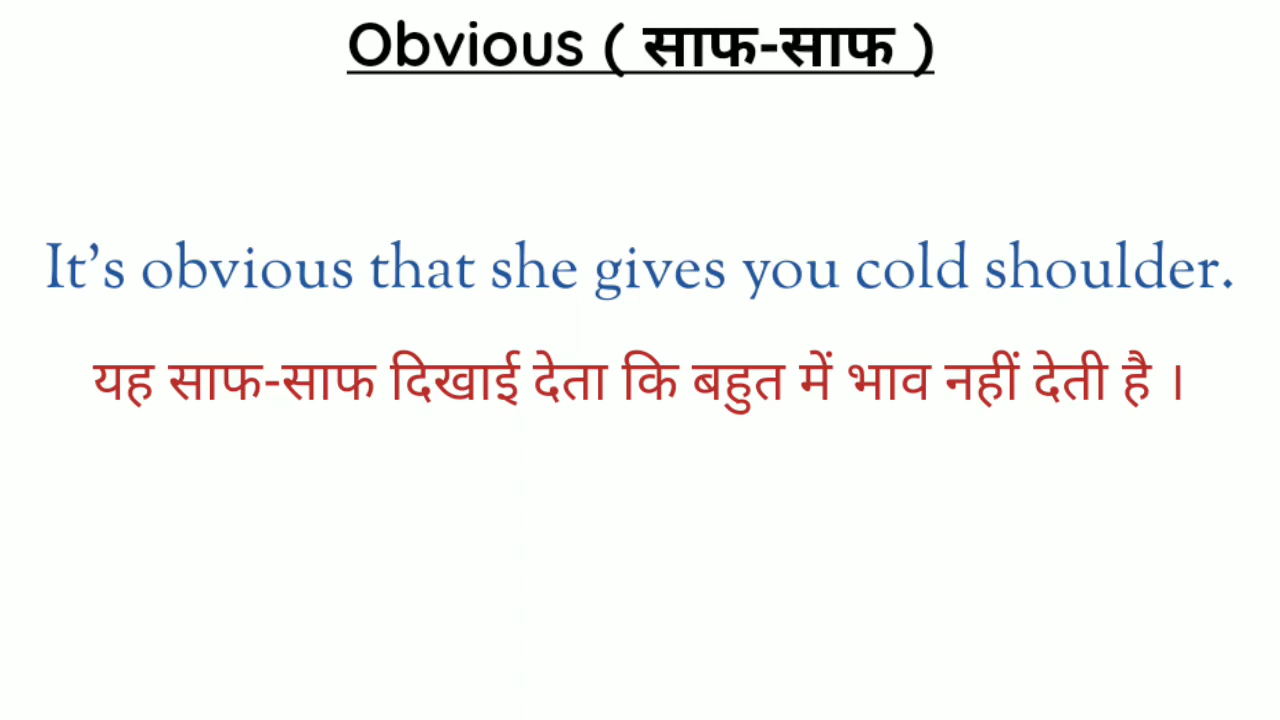 Obvious ( साफ-साफ )
It’s obvious that she gives you cold shoulder.
यह साफ-साफ दिखाई देता कि बहुत में भाव नहीं देती है ।